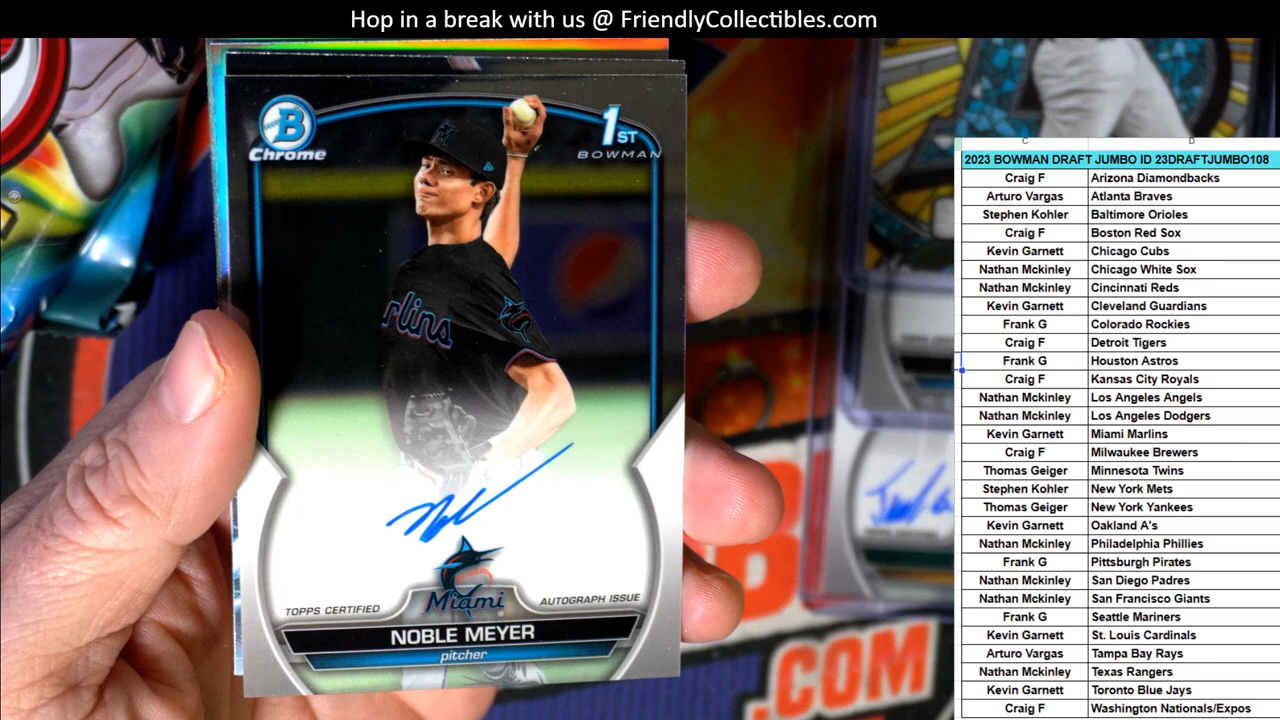 Hop in a break with us @ FriendlyCollectibles.com
B
Chrome
1ST
BOWMAN
M
rlins
Miami
TOPPS CERTIFIED
AUTOGRAPH ISSUE
NOBLE MEYER
pitcher
.COM
C D
2023 BOWMAN DRAFT JUMBO ID 23DRAFTJUMBO108
Craig F Arizona Diamondbacks
Arturo Vargas Atlanta Braves
Stephen Kohler Baltimore Orioles
Craig F Boston Red Sox
Kevin Garnett Chicago Cubs
Nathan Mckinley Chicago White Sox
Nathan Mckinley Cincinnati Reds
Kevin Garnett Cleveland Guardians
Frank G Colorado Rockies
Craig F Detroit Tigers
Frank G Houston Astros
Craig F Kansas City Royals
Nathan Mckinley Los Angeles Angels
Nathan Mckinley Los Angeles Dodgers
Kevin Garnett Miami Marlins
Craig F Milwaukee Brewers
Thomas Geiger Minnesota Twins
Stephen Kohler New York Mets
Thomas Geiger New York Yankees
Kevin Garnett Oakland A's
Nathan Mckinley Philadelphia Phillies
Frank G Pittsburgh Pirates
Nathan Mckinley San Diego Padres
Nathan Mckinley San Francisco Giants
Frank G Seattle Mariners
Kevin Garnett St. Louis Cardinals
Arturo Vargas Tampa Bay Rays
Nathan Mckinley Texas Rangers
Kevin Garnett Toronto Blue Jays
Craig F Washington Nationals/Expos